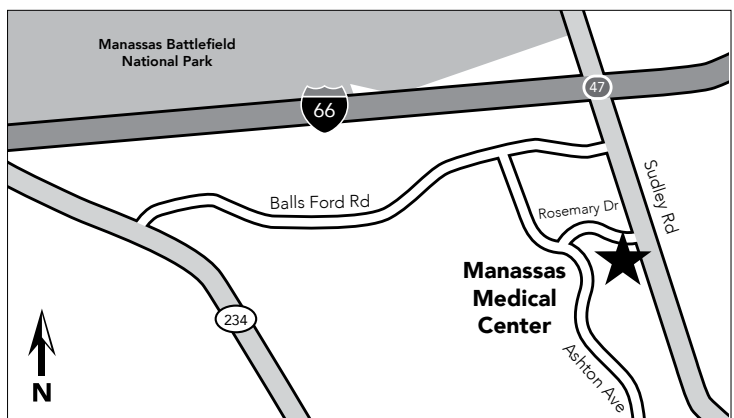 Manassas Battlefield
National Park
47
66
Balls Ford Rd
Sudley Rd
Rosemary Dr
Manassas
Medical
Center
234
Ashton Ave
N